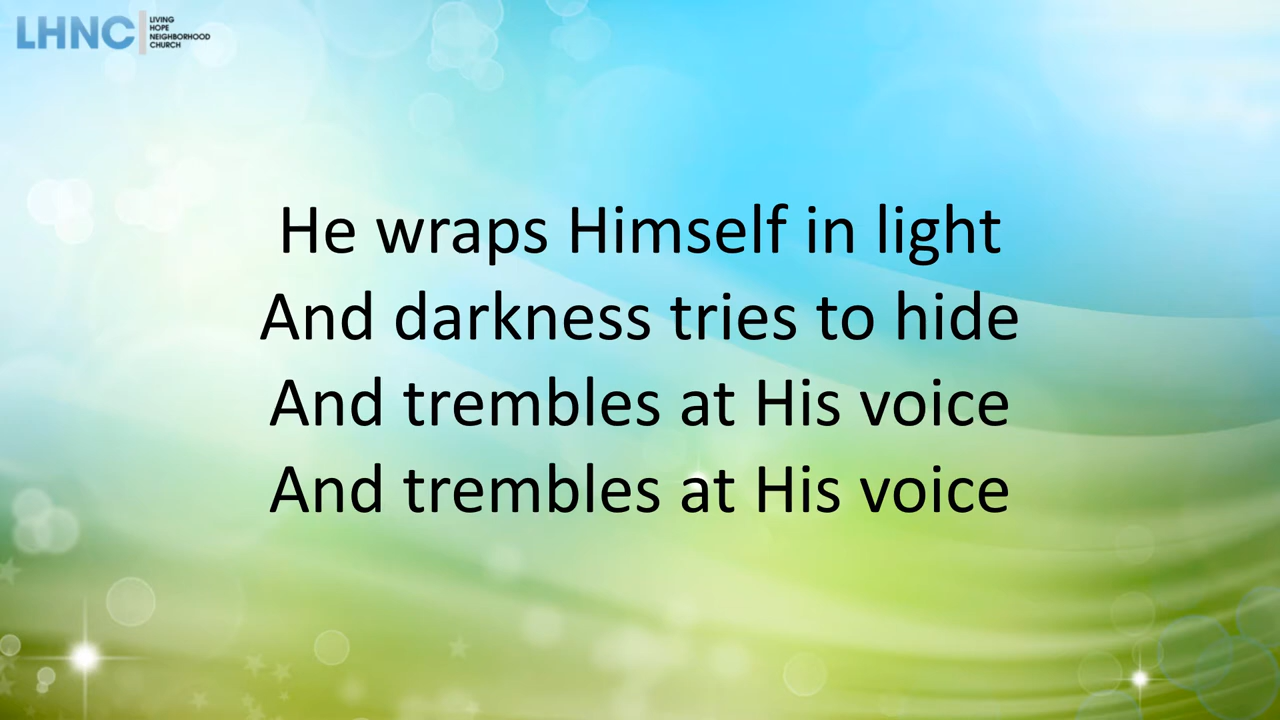 LHNC
LIVING
HOPE
NEIGHBORHOOD
CHURCH
He wraps Himself in light
And darkness tries to hide
And trembles at His voice
And trembles at His voice